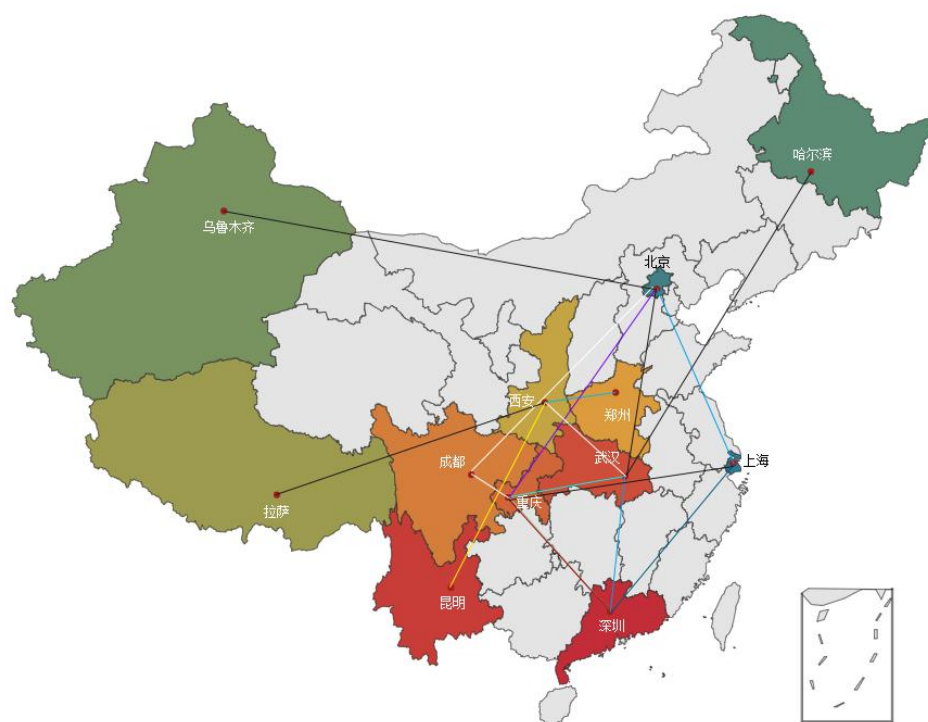 哈尔滨
乌鲁木齐
北京
西安
郑州
成都
武汉
上海
拉萨
重庆
昆明
深圳